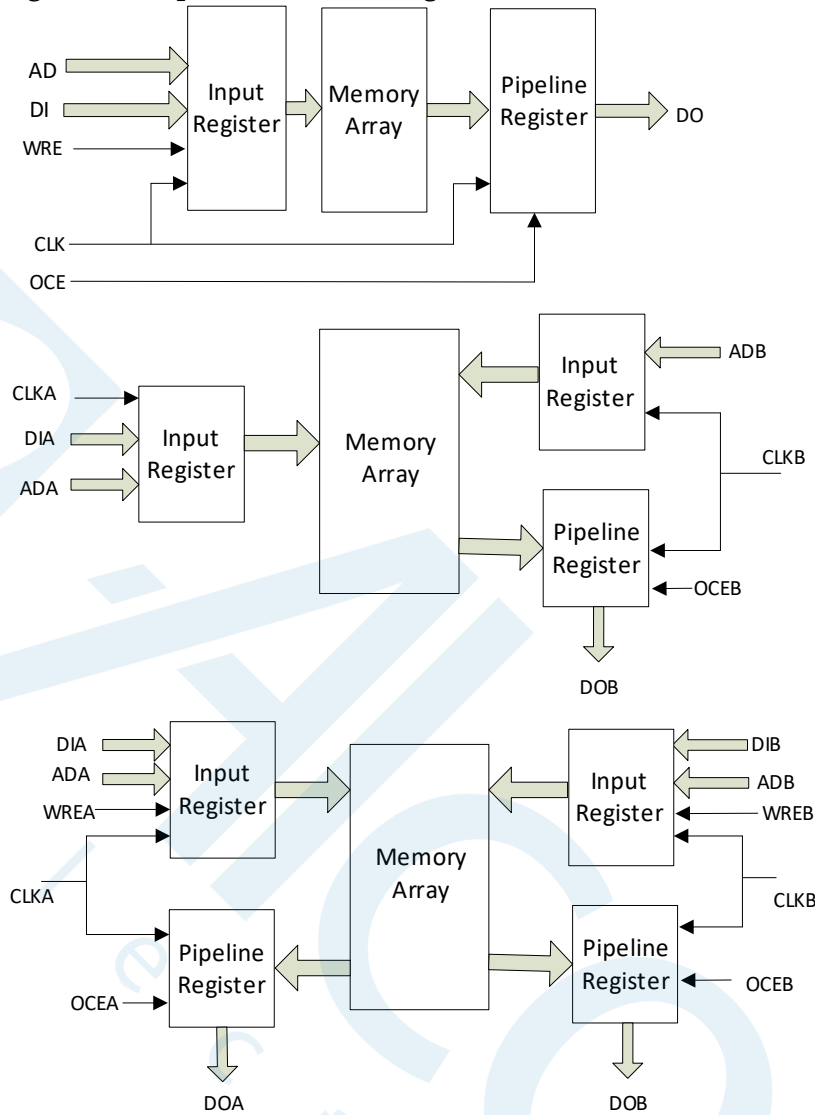 AD
DI
WRE
CLK
OCE
Input
Register
Memory
Array
Pipeline
Register
DO
CLKA
DIA
ADA
Input
Register
Memory
Array
Input
Register
ADB
CLKB
Pipeline
Register
OCEB
DOB
DIA
ADA
WREA
CLKA
OCEA
Input
Register
Pipeline
Register
DOA
Memory
Array
Input
Register
DIB
ADB
WREB
CLKB
Pipeline
Register
OCEB
DOB